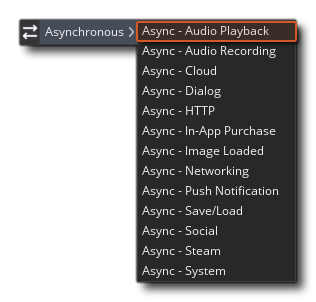 Asynchronous
Async - Audio Playback
Async - Audio Recording
Async - Cloud
Async - Dialog
Async - HTTP
Async - In-App Purchase
Async - Image Loaded
Async - Networking
Async - Push Notification
Async - Save/Load
Async - Social
Async - Steam
Async - System